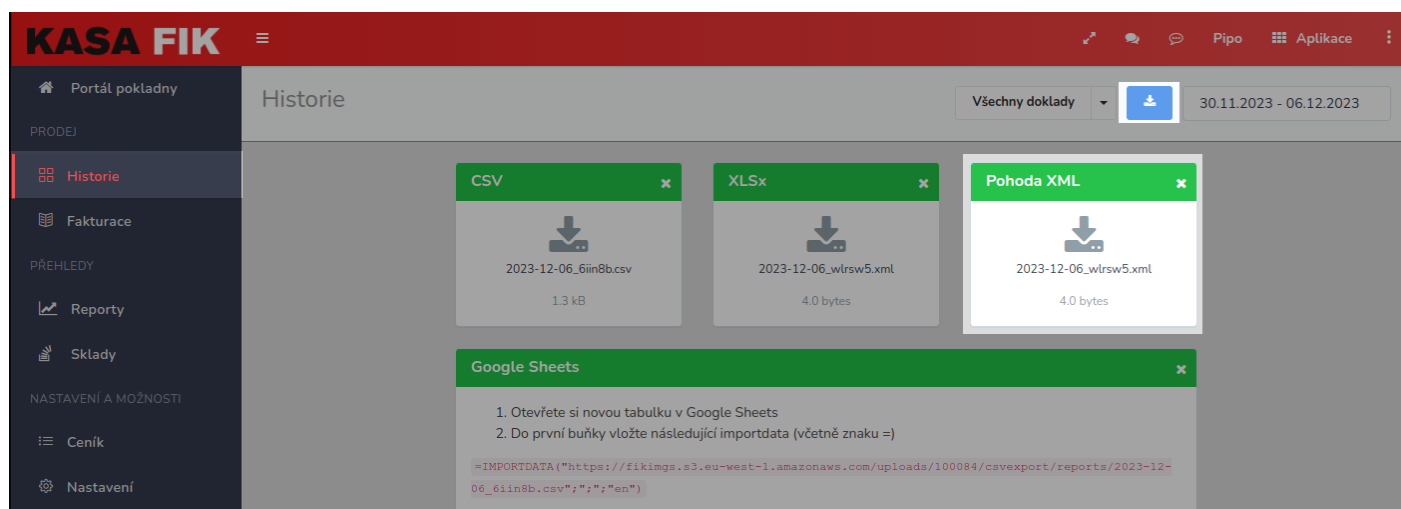 KASA FIK
Pipo
Aplikace
Portál pokladny
PRODEJ
Historie
Fakturace
PŘEHLEDY
Reporty
Sklady
NASTAVENÍ A MOŽNOSTI
Ceník
Nastavení
Historie
Všechny doklady
30.11.2023 - 06.12.2023
CSV
2023-12-06_6iin8b.csv
1.3 kB
XLSx
2023-12-06_wlrsw5.xml
4.0 bytes
Pohoda XML
2023-12-06_wlrsw5.xml
4.0 bytes
Google Sheets
1. Otevřete si novou tabulku v Google Sheets
2. Do první buňky vložte následující importdata (včetně znaku =)
=IMPORTDATA("https://fikimgs.s3.eu-west-1.amazonaws.com/uploads/100084/csvexport/reports/2023-12-
06_6iin8b.csv";";";"en")